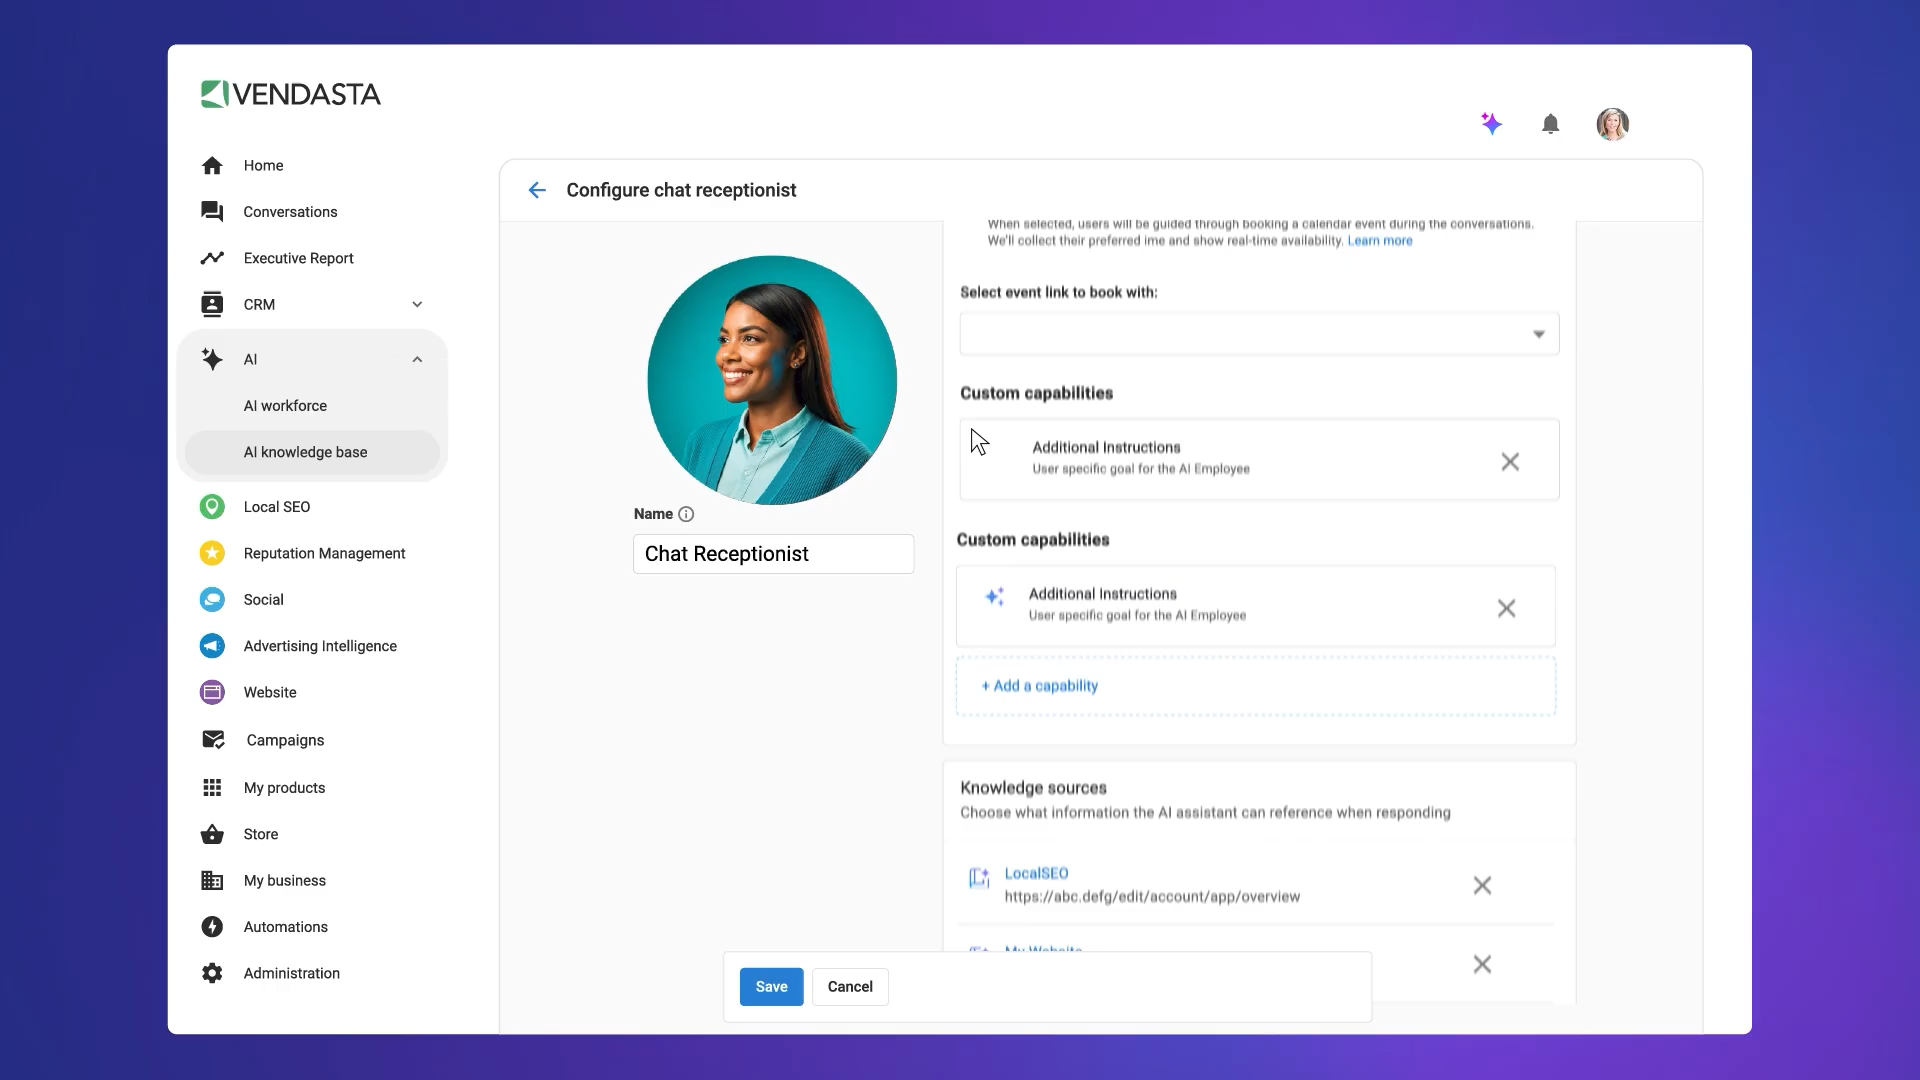 VENDASTA
Home
Conversations
Executive Report
CRM
AI
AI workforce
AI knowledge base
Local SEO
Reputation Management
Social
Advertising Intelligence
Website
Campaigns
My products
Store
My business
Automations
Administration
Configure chat receptionist
Name
Chat Receptionist
When selected, users will be guided through booking a calendar event during the conversations.
We'll collect their preferred ime and show real-time availability. Learn more
Select event link to book with:
Custom capabilities
Additional Instructions
User specific goal for the AI Employee
Custom capabilities
Additional Instructions
User specific goal for the AI Employee
+ Add a capability
Knowledge sources
Choose what information the AI assistant can reference when responding
LocalSEO
https://abc.defg/edit/account/app/overview
My Website
Save
Cancel